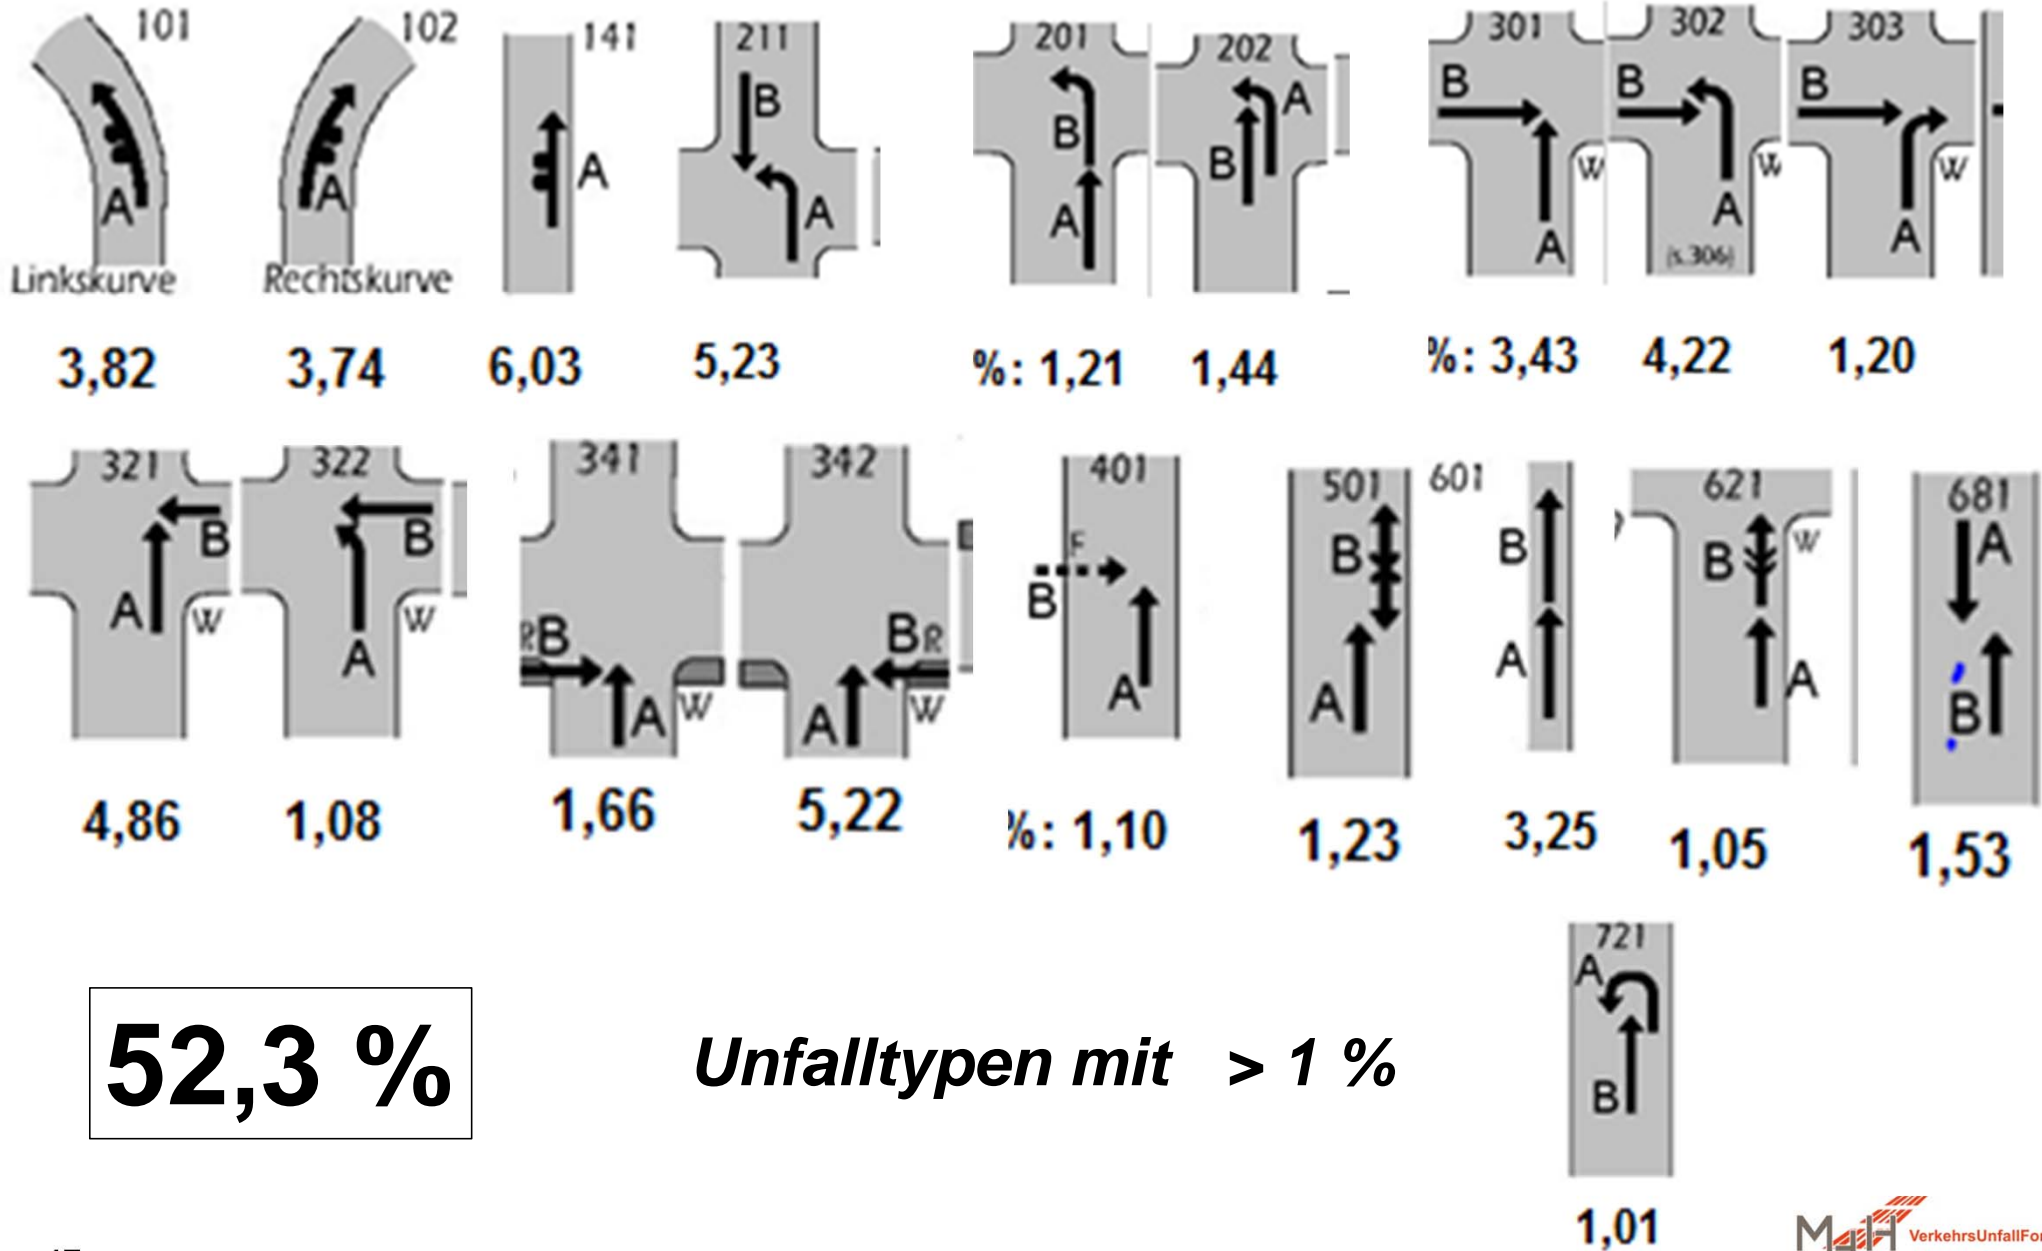 101 102 141 211 201 202 301 302 303
B B A B A A B B B A A W A W A W (s.306) A A A
Linkskurve Rechtskurve
3,82 3,74 6,03 5,23 %: 1,21 1,44 %: 3,43 4,22 1,20
321 322 341 342 401 501 601 621 681
B B A W A W B A W B R A W F B A B A B A B W A A B
4,86 1,08 1,66 5,22 %: 1,10 1,23 3,25 1,05 1,53
721
A
B
52,3 % Unfalltypen mit > 1 %
1,01
VerkehrsUnfallFo